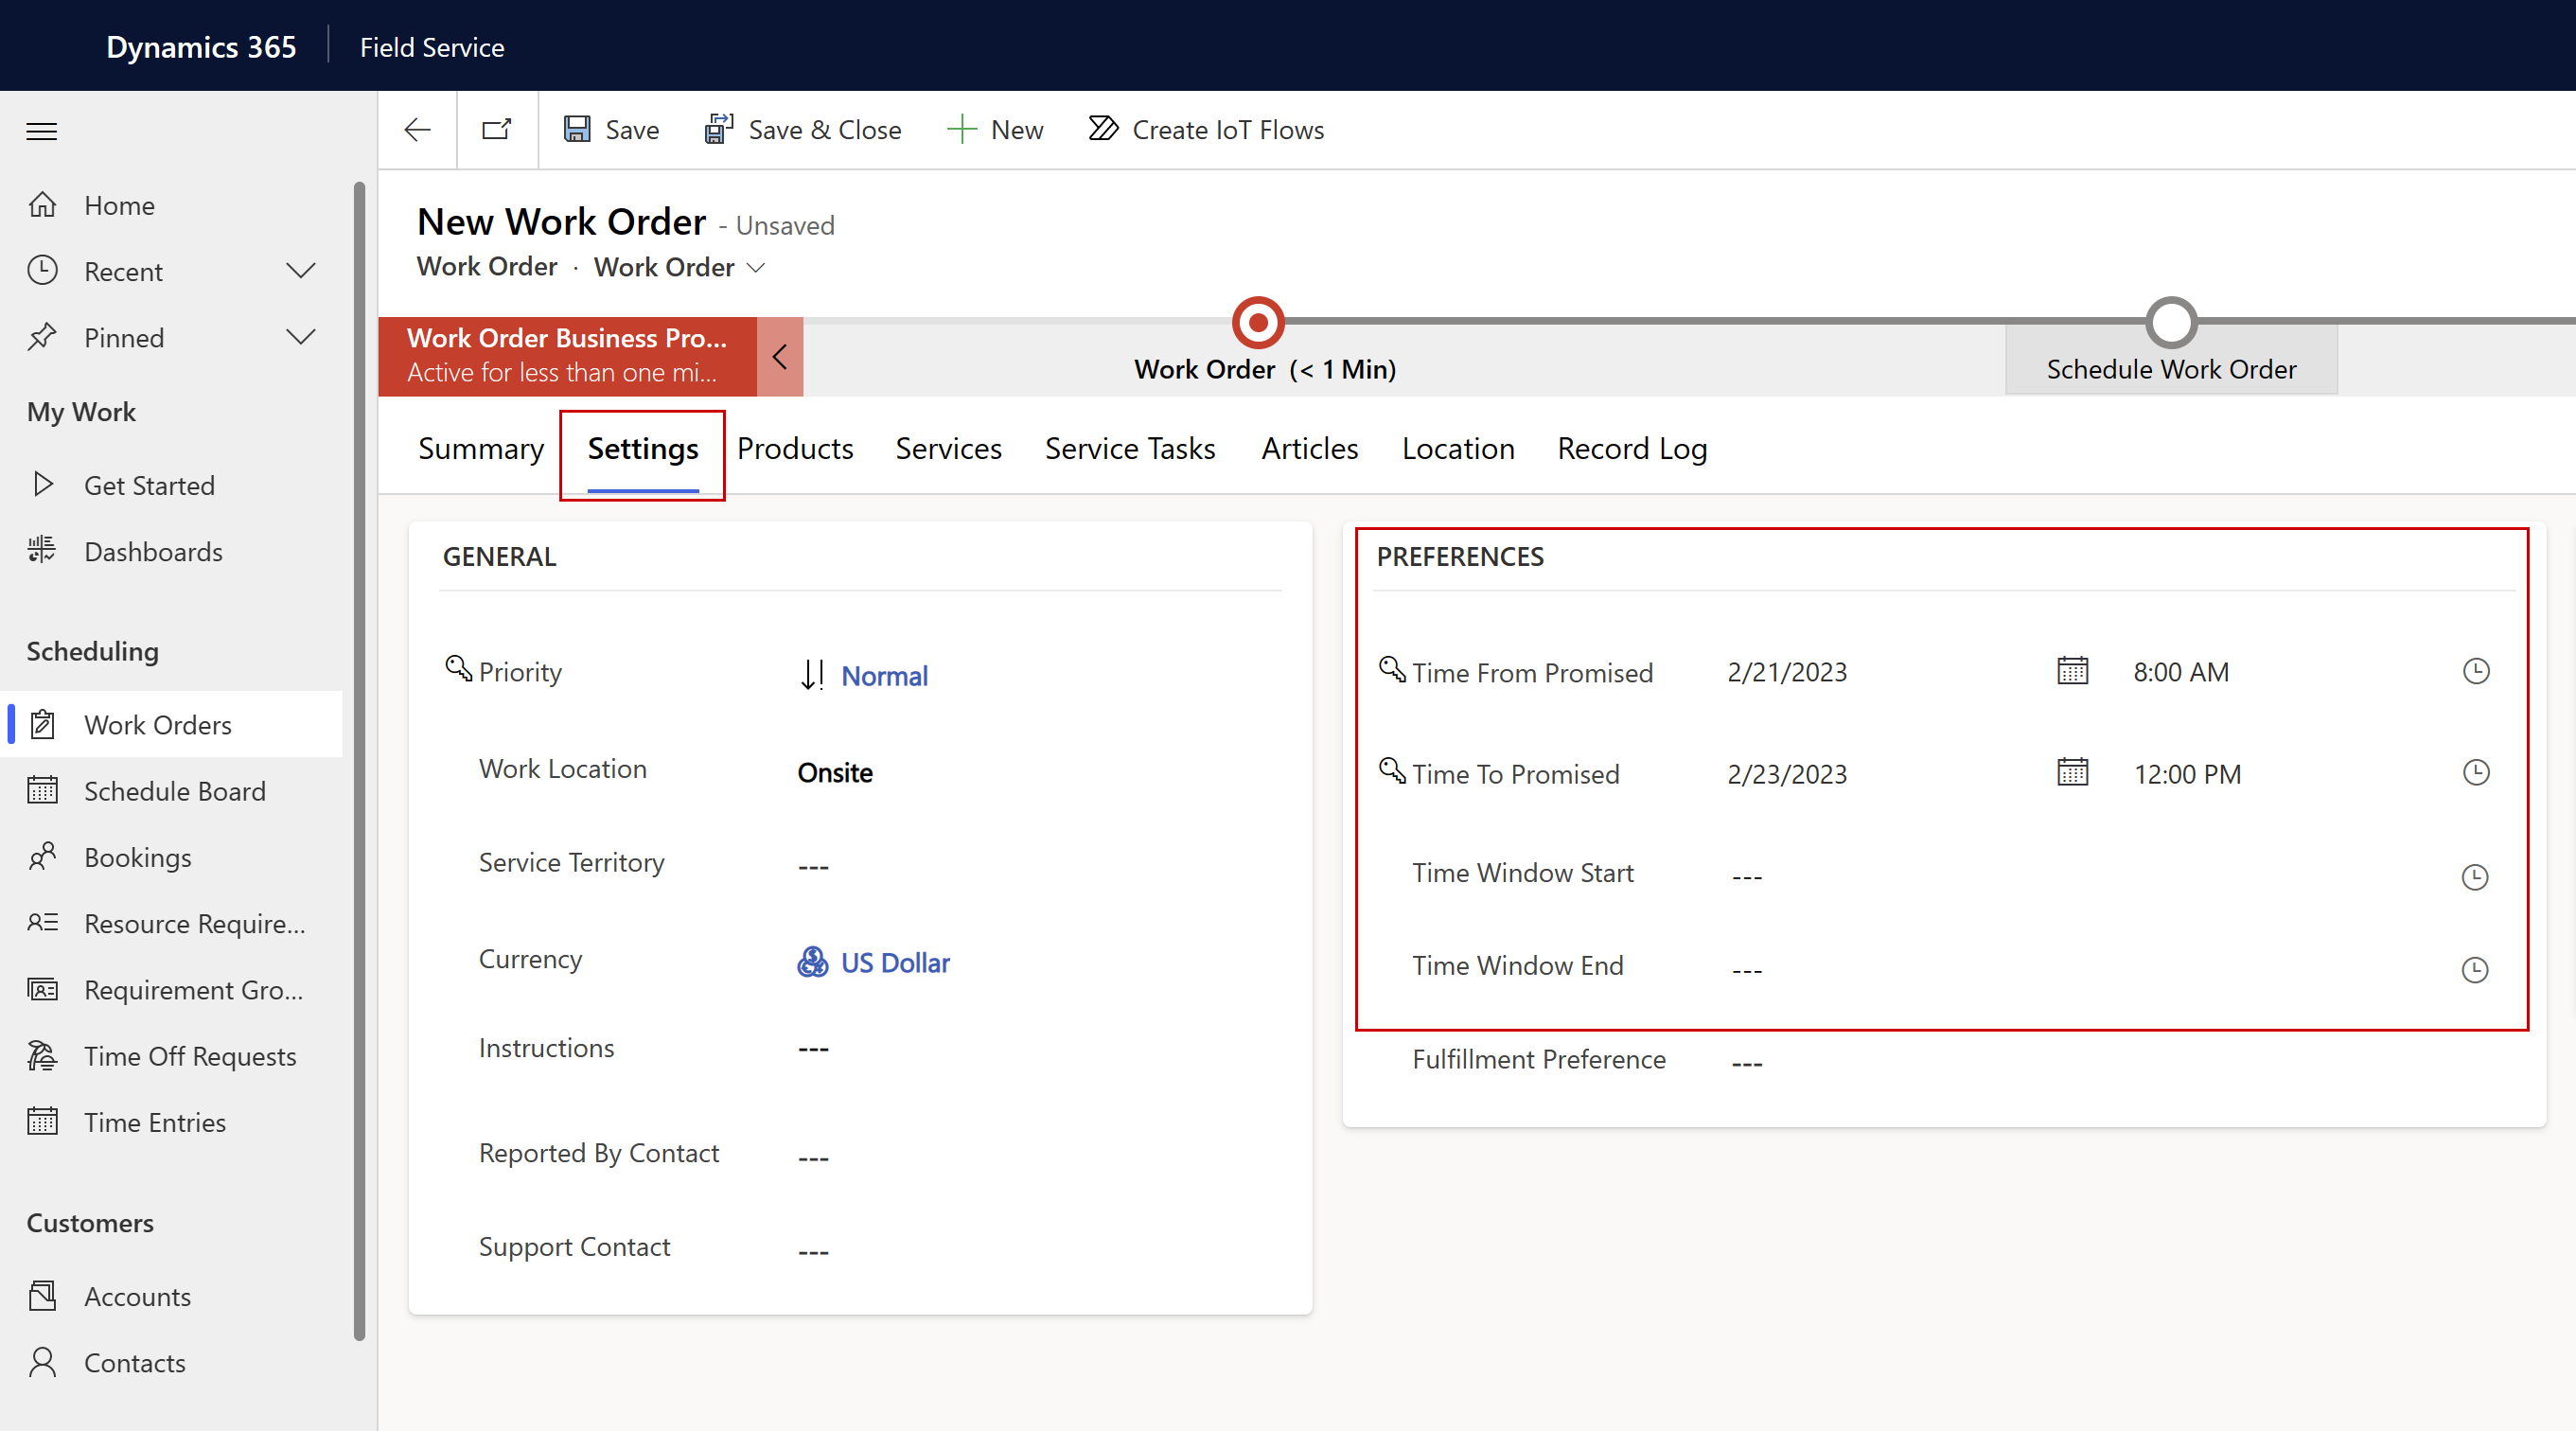 Dynamics 365 Field Service
Save Save & Close New Create IoT Flows
Home
Recent
Pinned
My Work
Get Started
Dashboards
Scheduling
Work Orders
Schedule Board
Bookings
Resource Require...
Requirement Gro...
Time Off Requests
Time Entries
Customers
Accounts
Contacts
New Work Order - Unsaved
Work Order · Work Order
Work Order Business Pro...
Active for less than one mi...
Work Order (< 1 Min)
Schedule Work Order
Summary Settings Products Services Service Tasks Articles Location Record Log
GENERAL
Priority Normal
Work Location Onsite
Service Territory ---
Currency US Dollar
Instructions ---
Reported By Contact ---
Support Contact ---
PREFERENCES
Time From Promised 2/21/2023 8:00 AM
Time To Promised 2/23/2023 12:00 PM
Time Window Start ---
Time Window End ---
Fulfillment Preference ---